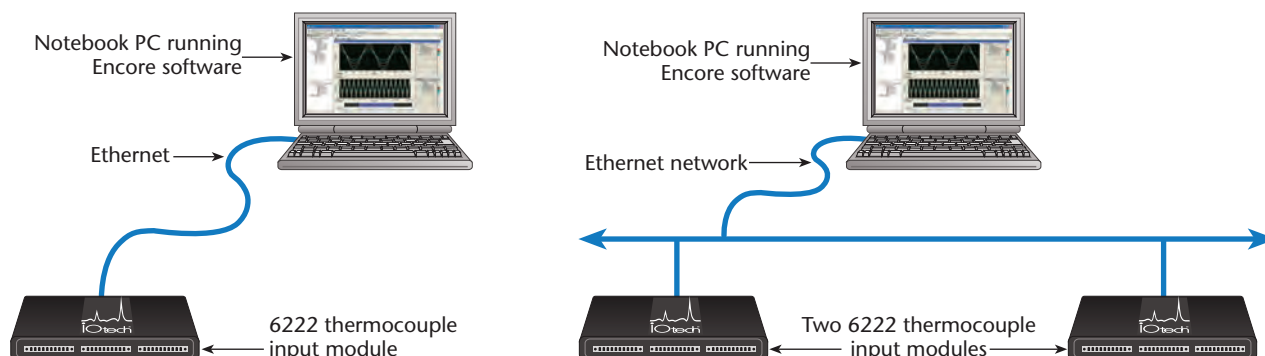 Notebook PC running
Encore software
Ethernet
IOtech
6222 thermocouple
input module
Notebook PC running
Encore software
Ethernet network
IOtech
IOtech
Two 6222 thermocouple
input modules